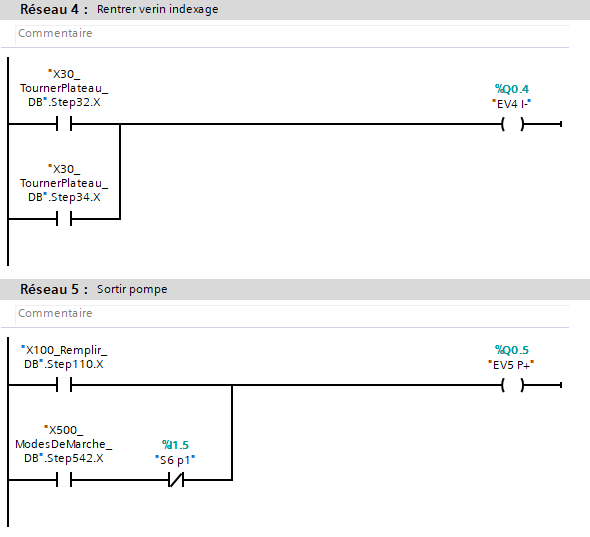 Réseau 4 : Rentrer verin indexage
Commentaire
"X30_
TournerPlateau_
DB".Step32.X
%Q0.4
"EV4 I-"
"X30_
TournerPlateau_
DB".Step34.X
Réseau 5 : Sortir pompe
Commentaire
"X100_Remplir_
DB".Step110.X
%Q0.5
"EV5 P+"
"X500_
ModesDeMarche_
DB".Step542.X
%I1.5
"S6 p1"